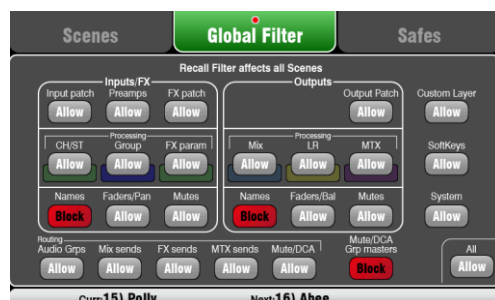 Scenes Global Filter Safes
Recall Filter affects all Scenes
Inputs/FX Outputs
Input patch Preamps FX patch Output Patch Custom Layer
Allow Allow Allow Allow Allow
Processing Processing
CH/ST Group FX param Mix LR MTX SoftKeys
Allow Allow Allow Allow Allow Allow Allow
Names Faders/Pan Mutes Names Faders/Bal Mutes System
Block Allow Allow Block Allow Allow Allow
Routing Mute/DCA
Audio Grps Mix sends FX sends MTX sends Mute/DCA Grp masters All
Allow Allow Allow Allow Allow Block Allow
Curr:15) Polly Next:16) Abee